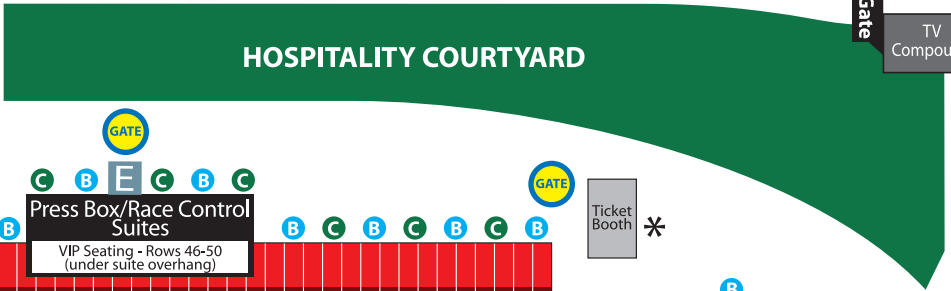 Gate
TV
HOSPITALITY COURTYARD
GATE
C B E C B C
GATE
Press Box/Race Control
Suites
Ticket
Booth
*
B
B C B C B C B
VIP Seating - Rows 46-50
(under suite overhang)
B